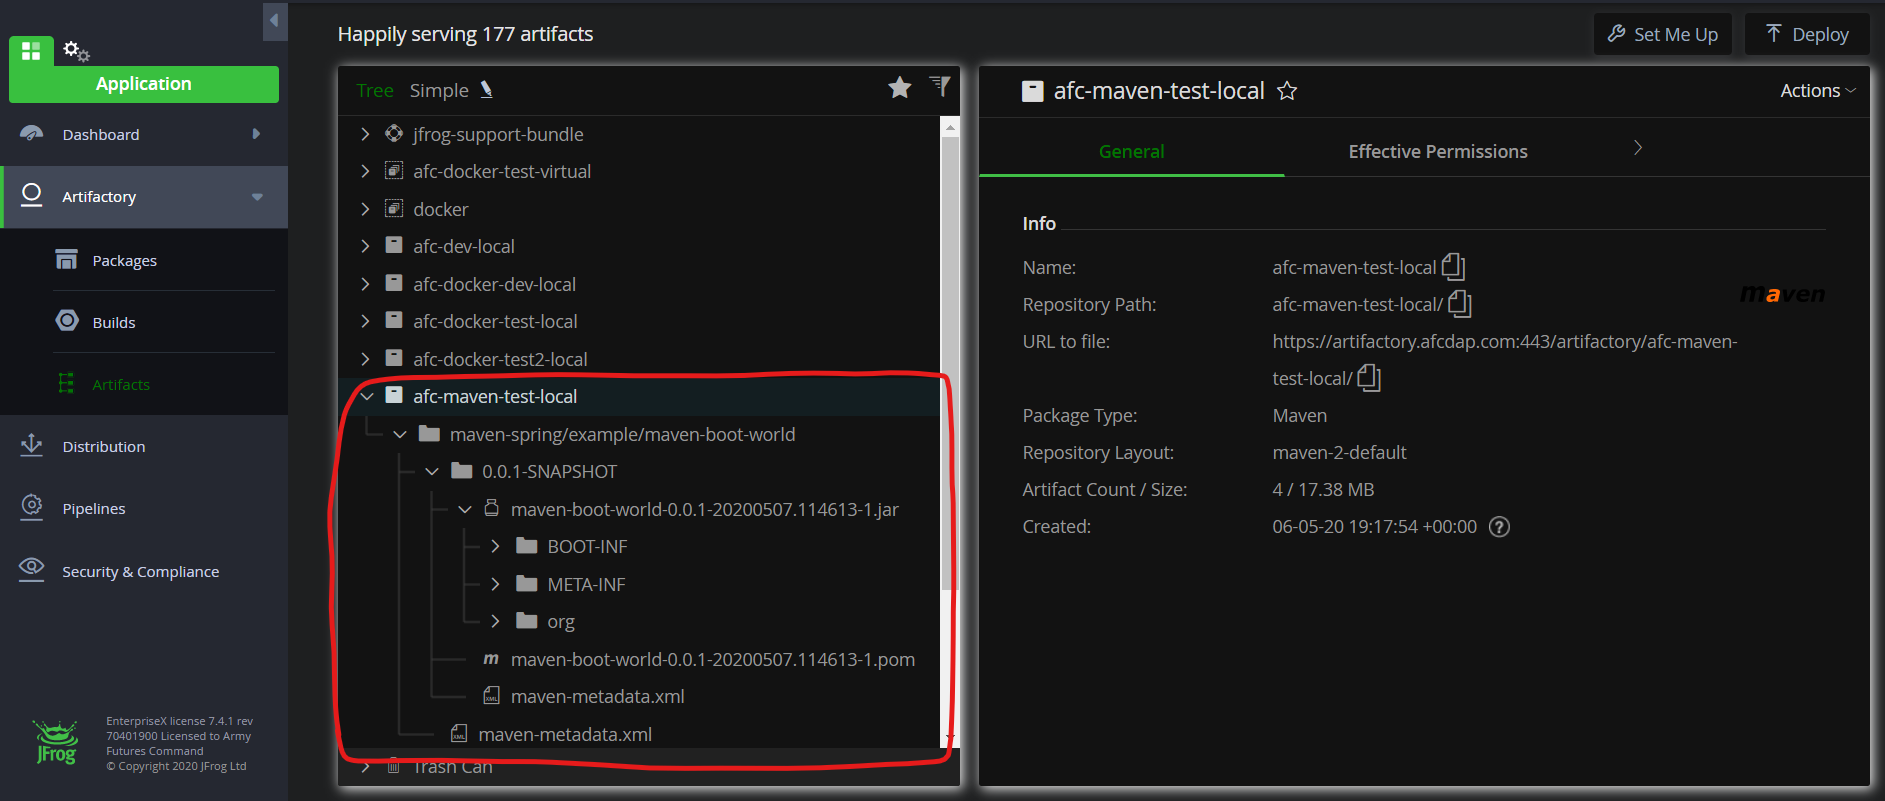 Happily serving 177 artifacts
Set Me Up
Deploy
Application
Dashboard
Artifactory
Packages
Builds
Artifacts
Distribution
Pipelines
Security & Compliance
JFrog
EnterpriseX license 7.4.1 rev
70401900 Licensed to Army
Futures Command
© Copyright 2020 JFrog Ltd
Tree Simple
jfrog-support-bundle
afc-docker-test-virtual
docker
afc-dev-local
afc-docker-dev-local
afc-docker-test-local
afc-docker-test2-local
afc-maven-test-local
maven-spring/example/maven-boot-world
0.0.1-SNAPSHOT
maven-boot-world-0.0.1-20200507.114613-1.jar
BOOT-INF
META-INF
org
m maven-boot-world-0.0.1-20200507.114613-1.pom
XML maven-metadata.xml
XML maven-metadata.xml
Trash Can
afc-maven-test-local
Actions
General
Effective Permissions
Info
Name: afc-maven-test-local
maven
Repository Path: afc-maven-test-local/
URL to file: https://artifactory.afcdap.com:443/artifactory/afc-maven-
test-local/
Package Type: Maven
Repository Layout: maven-2-default
Artifact Count / Size: 4 / 17.38 MB
Created: 06-05-20 19:17:54 +00:00 ?